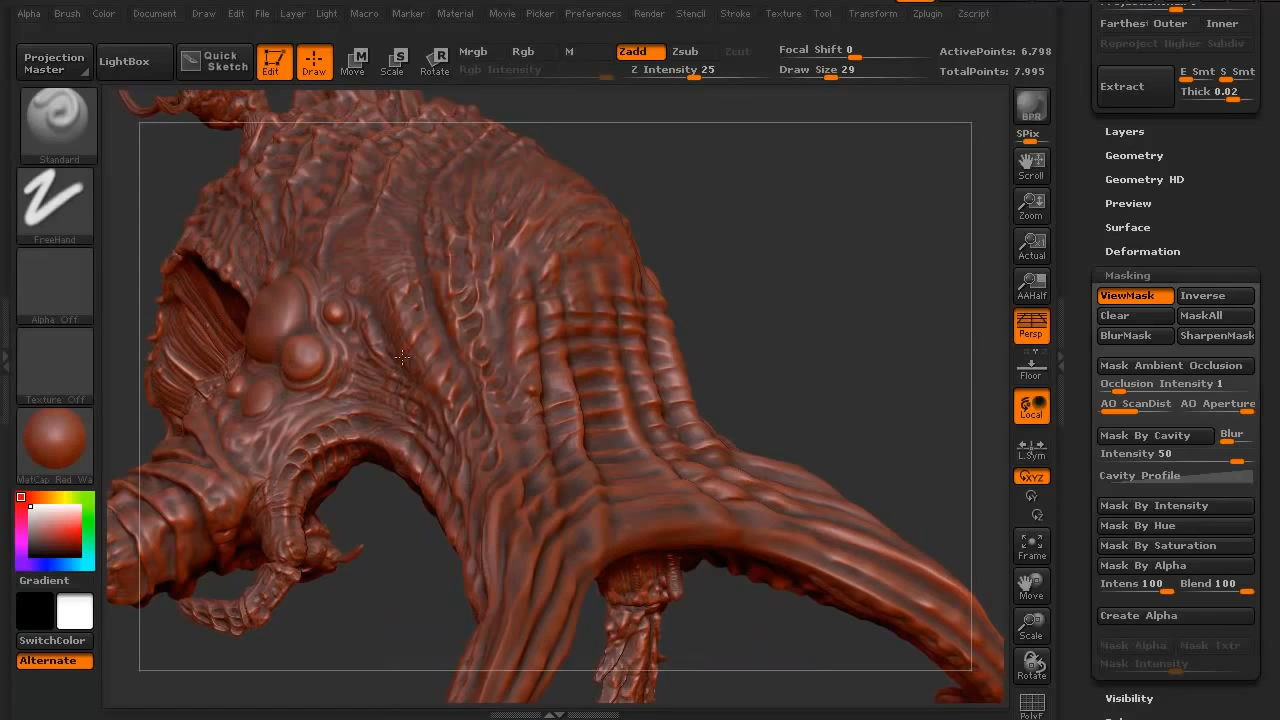 Alpha Brush Color Document Draw Edit File Layer Light Macro Marker Material Movie Picker Preferences Render Stencil Stroke Texture Tool Transform Zplugin Zscript
Projection Master
LightBox
Quick Sketch
Edit
Draw
Move
Scale
Rotate
Mrgb Rgb M
Rgb Intensity
Zadd Zsub Zcut
Z Intensity 25
Focal Shift 0
Draw Size 29
ActivePoints: 6.798
TotalPoints: 7.995
Standard
FreeHand
Alpha Off
Texture Off
MatCap Red Wa
Gradient
SwitchColor
Alternate
BPR
SPix
Scroll
Zoom
Actual
AAHalf
Persp
Floor
Local
L.Sym
XYZ
Frame
Move
Scale
Rotate
PolyF
Farthest Outer Inner
Reproject Higher Subdiv
Extract
E Smt S Smt
Thick 0.02
Layers
Geometry
Geometry HD
Preview
Surface
Deformation
Masking
ViewMask Inverse
Clear MaskAll
BlurMask SharpenMask
Mask Ambient Occlusion
Occlusion Intensity 1
AO ScanDist AO Aperture
Mask By Cavity Blur
Intensity 50
Cavity Profile
Mask By Intensity
Mask By Hue
Mask By Saturation
Mask By Alpha
Intens 100 Blend 100
Create Alpha
Mask Alpha Mask Txtr
Mask Intensity
Visibility